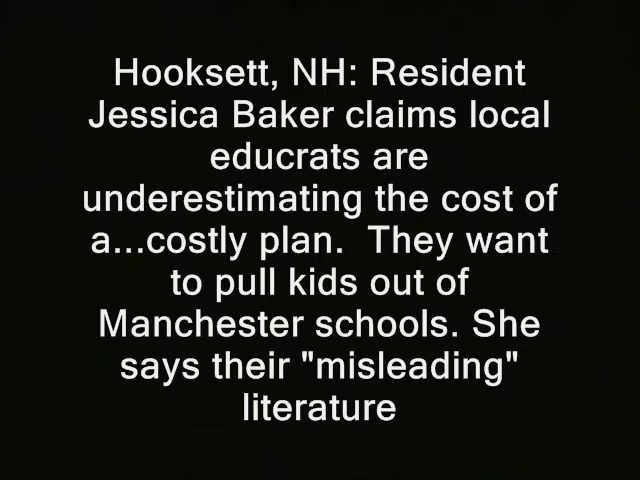 Hooksett, NH: Resident
Jessica Baker claims local
educrats are
underestimating the cost of
a...costly plan.  They want
to pull kids out of
Manchester schools. She
says their "misleading"
literature